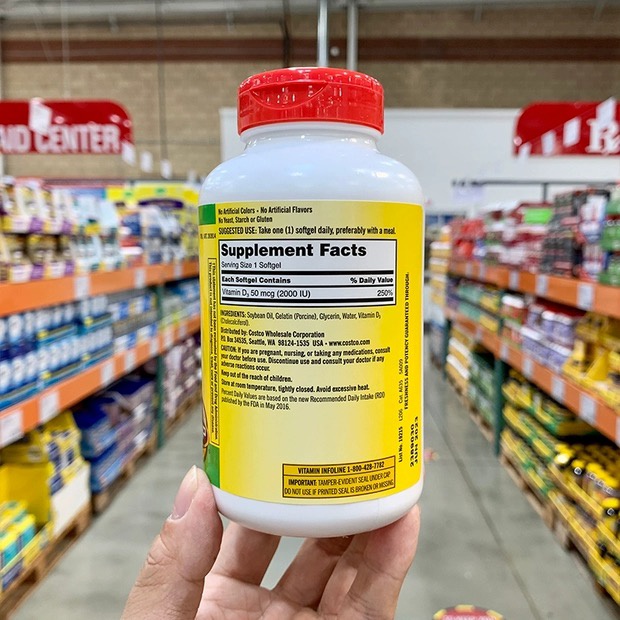 AID CENTER
No Artificial Colors • No Artificial Flavors
No Yeast, Starch or Gluten
SUGGESTED USE: Take one (1) softgel daily, preferably with a meal.
Supplement Facts
Serving Size 1 Softgel
Each Softgel Contains % Daily Value
Vitamin D₃ 50 mcg (2000 IU) 250%
INGREDIENTS: Soybean Oil, Gelatin (Porcine), Glycerin, Water, Vitamin D₃
(Cholecalciferol).
Distributed by: Costco Wholesale Corporation
P.O. Box 34535, Seattle, WA 98124-1535 USA • www.costco.com
CAUTION: If you are pregnant, nursing, or taking any medications, consult
your doctor before use. Discontinue use and consult your doctor if any
adverse reactions occur.
Keep out of the reach of children.
Store at room temperature, tightly closed. Avoid excessive heat.
Percent Daily Values are based on the new Recommended Daily Intake (RDI)
published by the FDA in May 2016.
VITAMIN INFOLINE 1-800-428-7782
IMPORTANT: TAMPER-EVIDENT SEAL UNDER CAP
DO NOT USE IF PRINTED SEAL IS BROKEN OR MISSING
FRESHNESS AND POTENCY GUARANTEED THROUGH:
JUN 2023